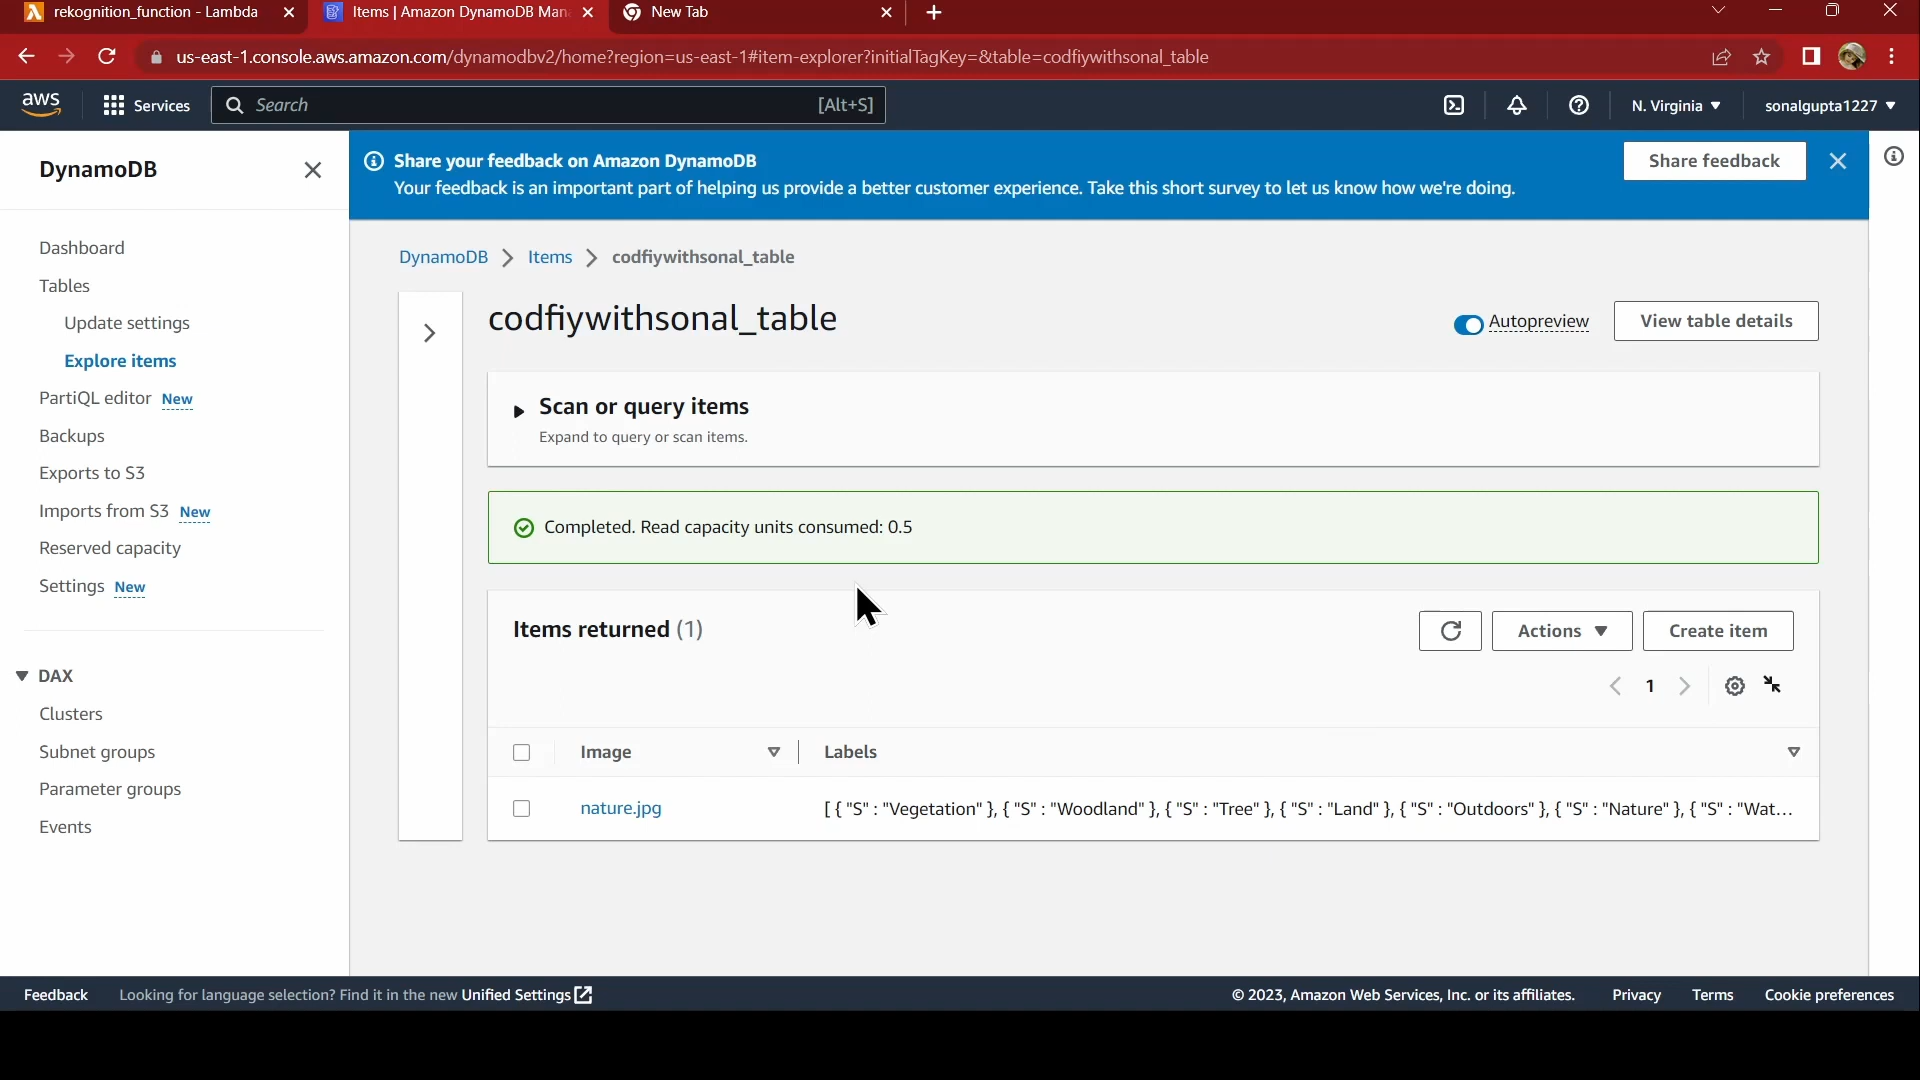 rekognition_function - Lambda
Items | Amazon DynamoDB Man
New Tab
us-east-1.console.aws.amazon.com/dynamodbv2/home?region=us-east-1#item-explorer?initialTagKey=&table=codfiywithsonal_table
aws
Services
Search
[Alt+S]
N. Virginia
sonalgupta1227
DynamoDB
Share your feedback on Amazon DynamoDB
Your feedback is an important part of helping us provide a better customer experience. Take this short survey to let us know how we're doing.
Share feedback
Dashboard
Tables
Update settings
Explore items
PartiQL editor New
Backups
Exports to S3
Imports from S3 New
Reserved capacity
Settings New
DAX
Clusters
Subnet groups
Parameter groups
Events
DynamoDB > Items > codfiywithsonal_table
codfiywithsonal_table
Autopreview
View table details
Scan or query items
Expand to query or scan items.
Completed. Read capacity units consumed: 0.5
Items returned (1)
Actions
Create item
1
Image
Labels
nature.jpg
[ { "S" : "Vegetation" }, { "S" : "Woodland" }, { "S" : "Tree" }, { "S" : "Land" }, { "S" : "Outdoors" }, { "S" : "Nature" }, { "S" : "Wat...
Feedback
Looking for language selection? Find it in the new Unified Settings
© 2023, Amazon Web Services, Inc. or its affiliates.
Privacy
Terms
Cookie preferences